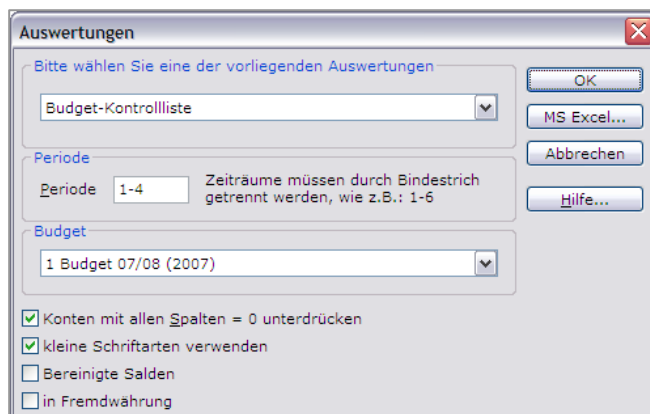 Auswertungen
Bitte wählen Sie eine der vorliegenden Auswertungen
Budget-Kontrollliste
Periode
Periode 1-4 Zeiträume müssen durch Bindestrich
getrennt werden, wie z.B.: 1-6
Budget
1 Budget 07/08 (2007)
Konten mit allen Spalten = 0 unterdrücken
kleine Schriftarten verwenden
Bereinigte Salden
in Fremdwährung
OK
MS Excel...
Abbrechen
Hilfe...